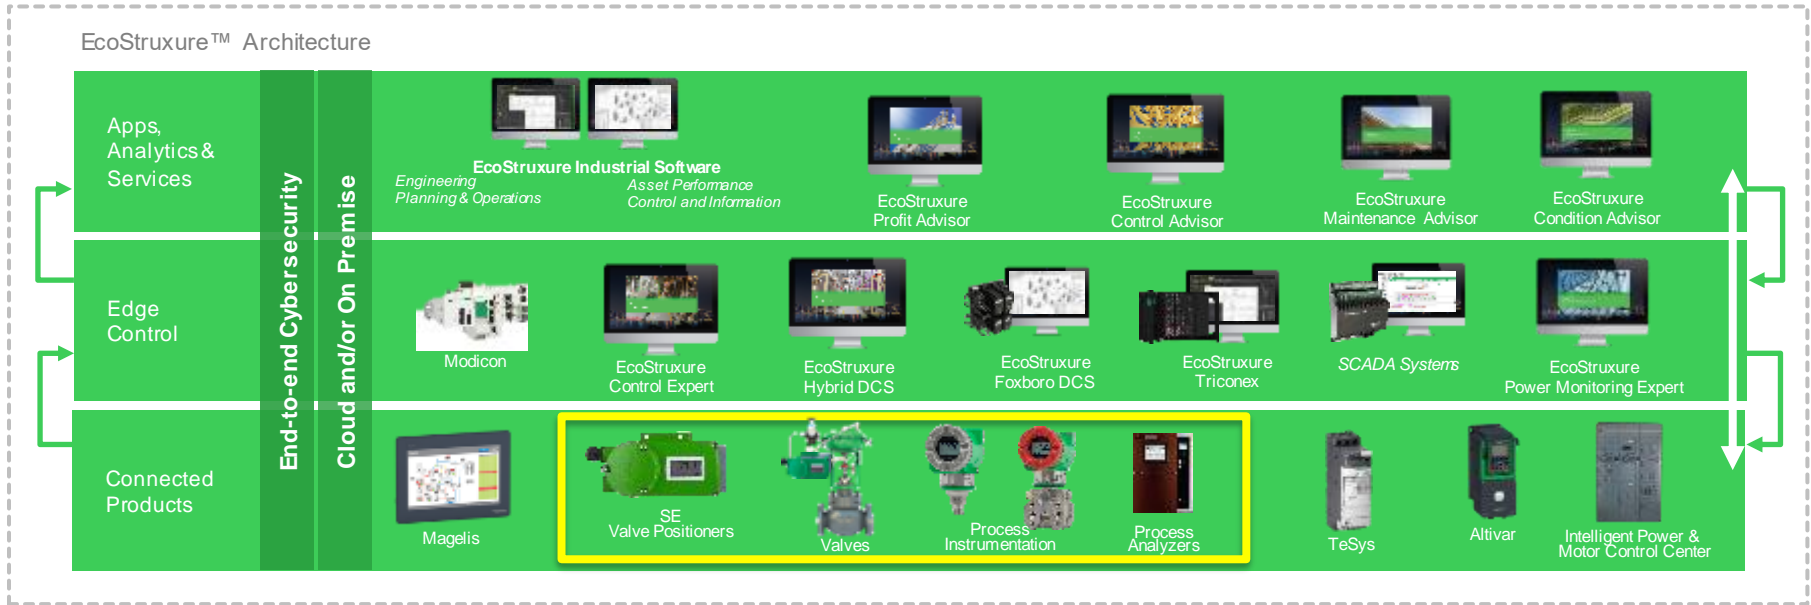 EcoStruxure™ Architecture
Apps,
Analytics &
Services
End-to-end Cybersecurity
Cloud and/or On Premise
EcoStruxure Industrial Software
Engineering
Planning & Operations
Asset Performance
Control and Information
EcoStruxure
Profit Advisor
EcoStruxure
Control Advisor
EcoStruxure
Maintenance Advisor
EcoStruxure
Condition Advisor
Edge
Control
Modicon
EcoStruxure
Control Expert
EcoStruxure
Hybrid DCS
EcoStruxure
Foxboro DCS
EcoStruxure
Triconex
SCADA Systems
EcoStruxure
Power Monitoring Expert
Connected
Products
Magelis
SE
Valve Positioners
Valves
Process
Instrumentation
Process
Analyzers
TeSys
Altivar
Intelligent Power &
Motor Control Center